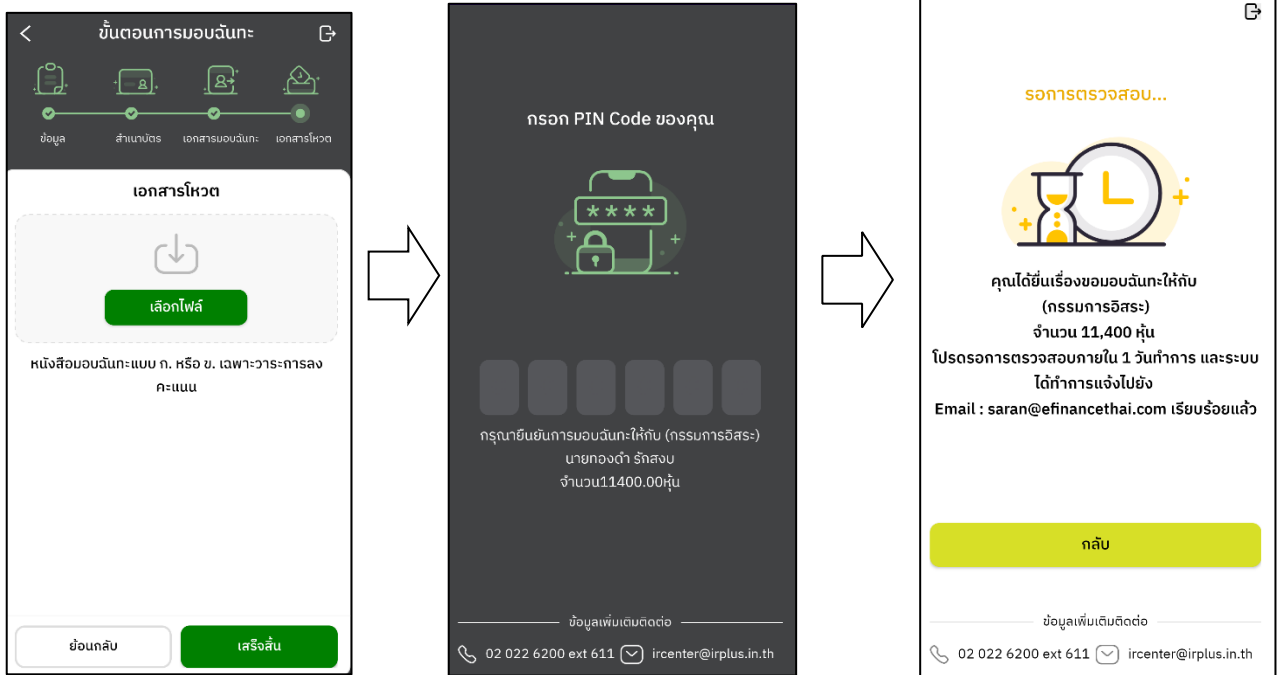 ขั้นตอนการมอบฉันทะ
ข้อมูล
สำเนาบัตร
เอกสารมอบฉันทะ
เอกสารโหวต
เอกสารโหวต
เลือกไฟล์
หนังสือมอบฉันทะแบบ ก. หรือ ข. เฉพาะวาระการลง
คะแนน
ย้อนกลับ
เสร็จสิ้น
กรอก PIN Code ของคุณ
****
กรุณายืนยันการมอบฉันทะให้กับ (กรรมการอิสระ)
นายทองดำ รักสงบ
จำนวน11400.00หุ้น
ข้อมูลเพิ่มเติมติดต่อ
02 022 6200 ext 611 ircenter@irplus.in.th
รอการตรวจสอบ...
คุณได้ยื่นเรื่องขอมอบฉันทะให้กับ
(กรรมการอิสระ)
จำนวน 11,400 หุ้น
โปรดรอการตรวจสอบภายใน 1 วันทำการ และระบบ
ได้ทำการแจ้งไปยัง
Email : saran@efinancethai.com เรียบร้อยแล้ว
กลับ
ข้อมูลเพิ่มเติมติดต่อ
02 022 6200 ext 611 ircenter@irplus.in.th